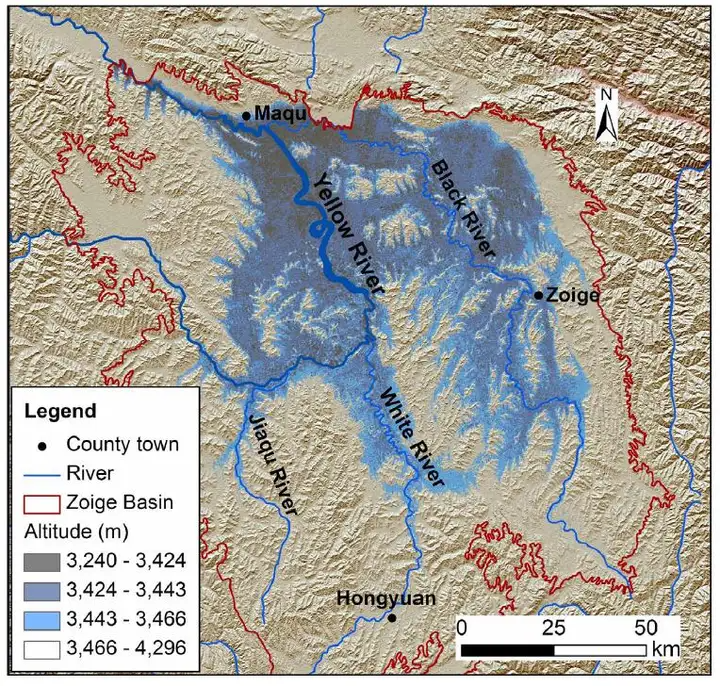 N
Maqu
Black River
Yellow River
Zoige
White River
Jiaqu River
Hongyuan
Legend
County town
River
Zoige Basin
Altitude (m)
3,240 - 3,424
3,424 - 3,443
3,443 - 3,466
3,466 - 4,296
0 25 50
km